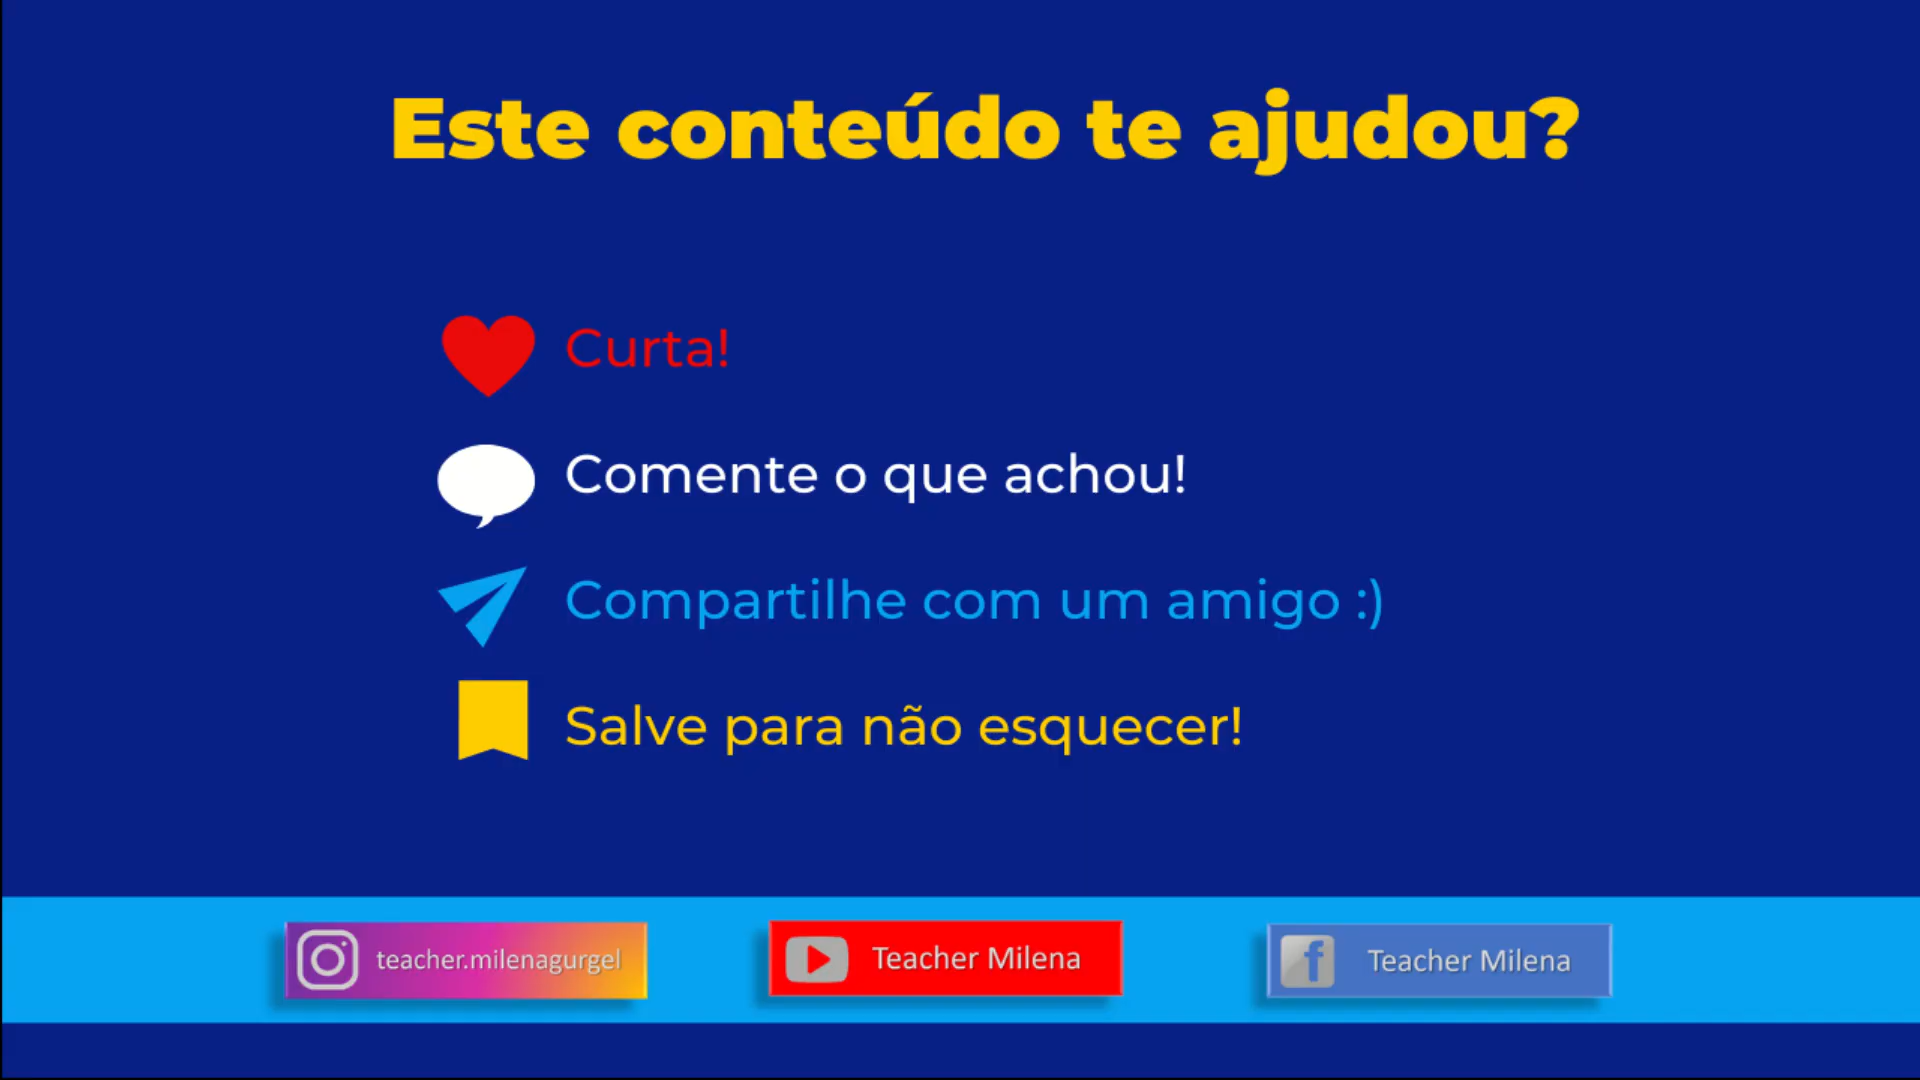 Este conteúdo te ajudou?
Curta!
Comente o que achou!
Compartilhe com um amigo :)
Salve para não esquecer!
teacher.milenagurgel
Teacher Milena
Teacher Milena